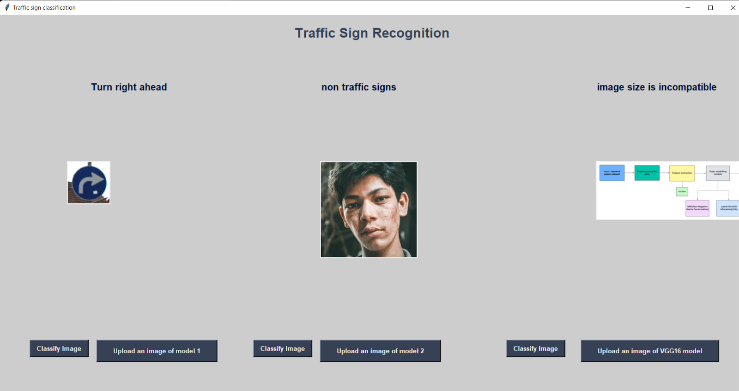 Traffic sign classification
Traffic Sign Recognition
Turn right ahead
non traffic signs
image size is incompatible
Classify Image
Upload an image of model 1
Classify Image
Upload an image of model 2
Classify Image
Upload an image of VGG16 model